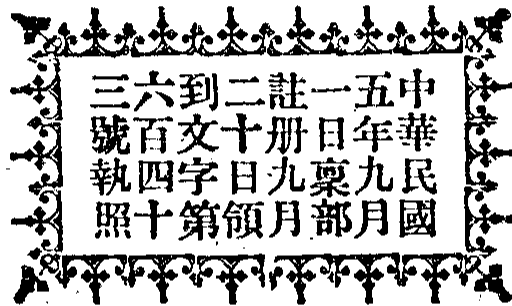 中華民國
五年九月
一日稟部
註册九月
二十日領
到文字第
六百四十
三號執照